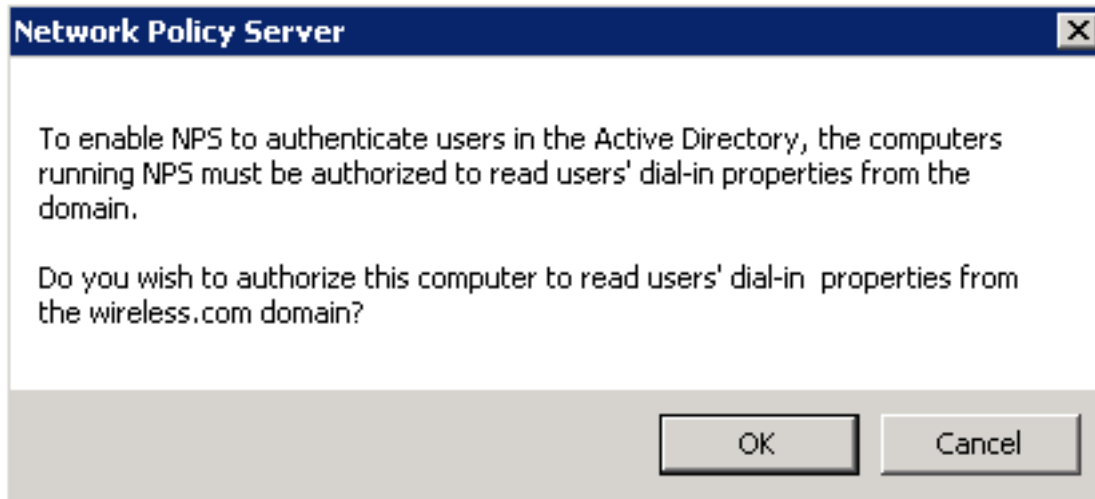 Network Policy Server
To enable NPS to authenticate users in the Active Directory, the computers
running NPS must be authorized to read users' dial-in properties from the
domain.
Do you wish to authorize this computer to read users' dial-in  properties from
the wireless.com domain?
OK
Cancel